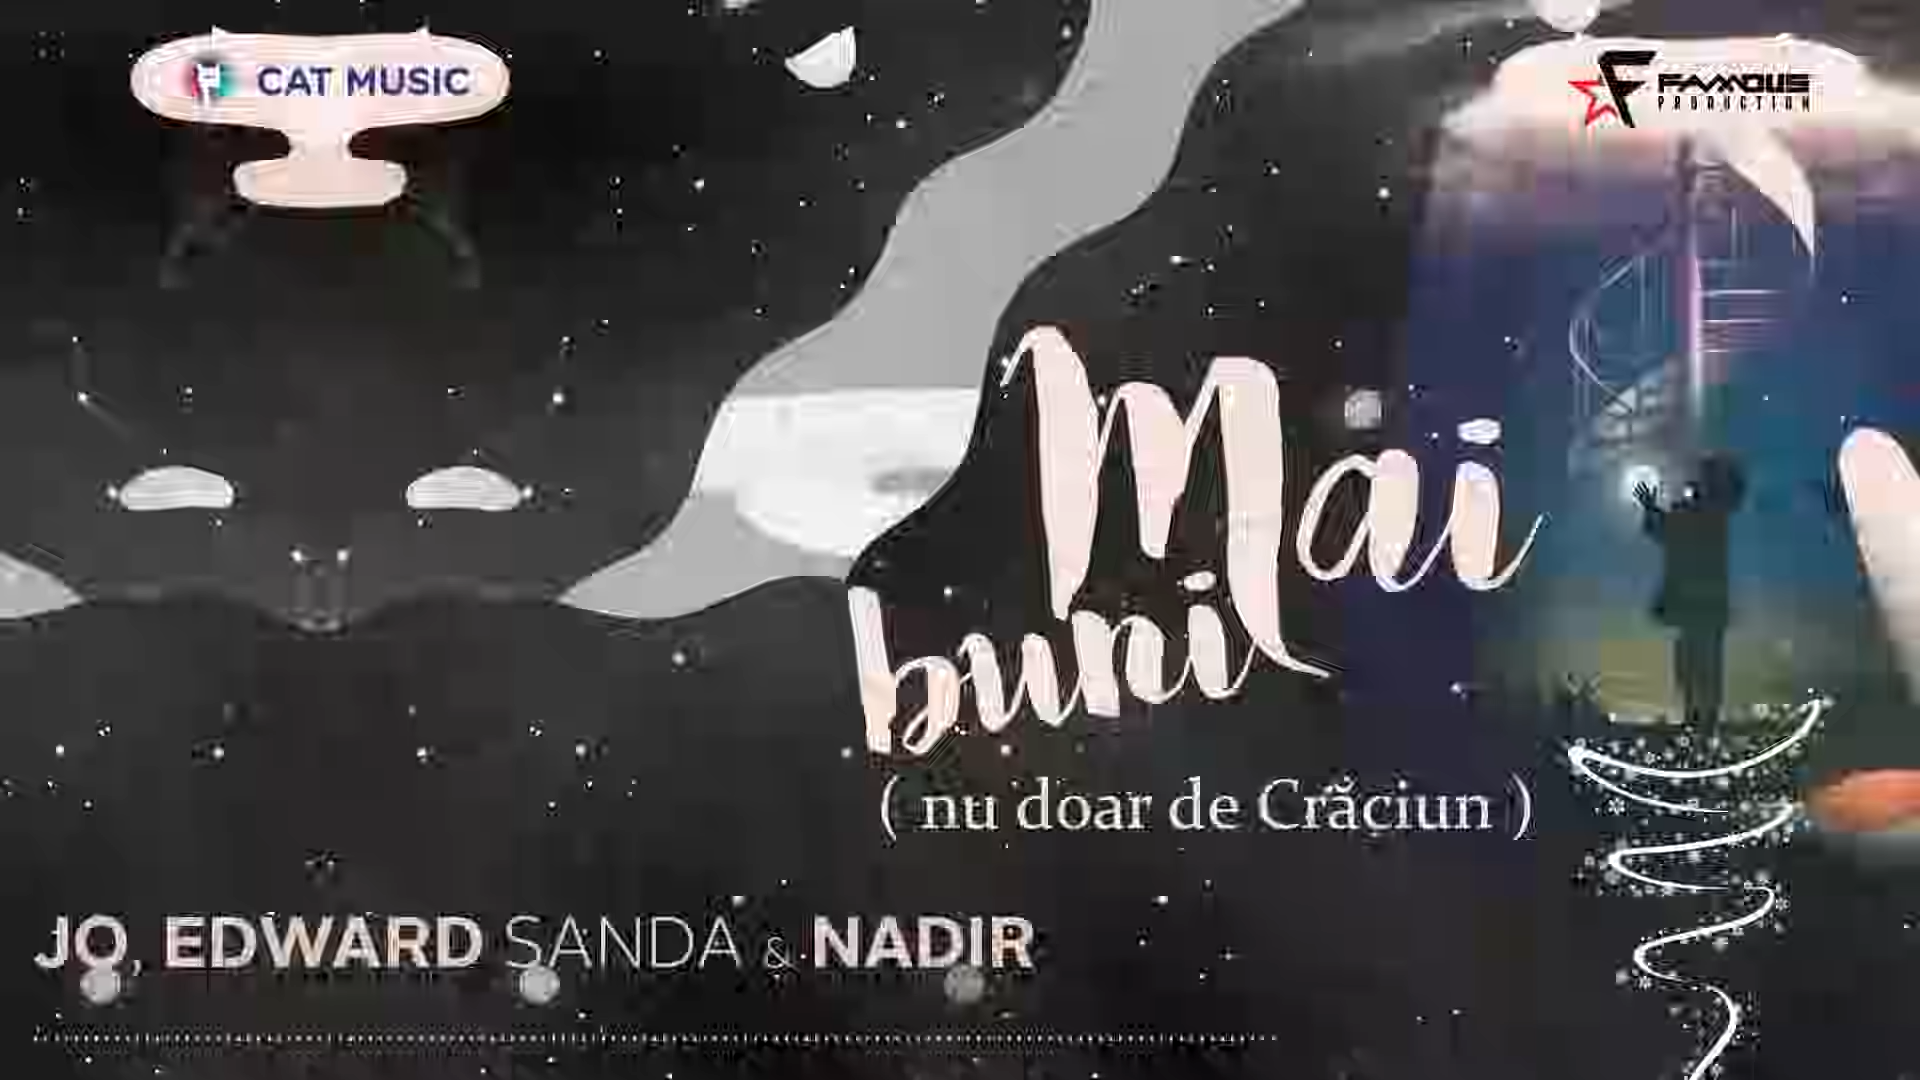 CAT MUSIC
FAMOUS
PRODUCTION
Mai
buni
( nu doar de Crăciun )
JO, EDWARD SANDA & NADIR